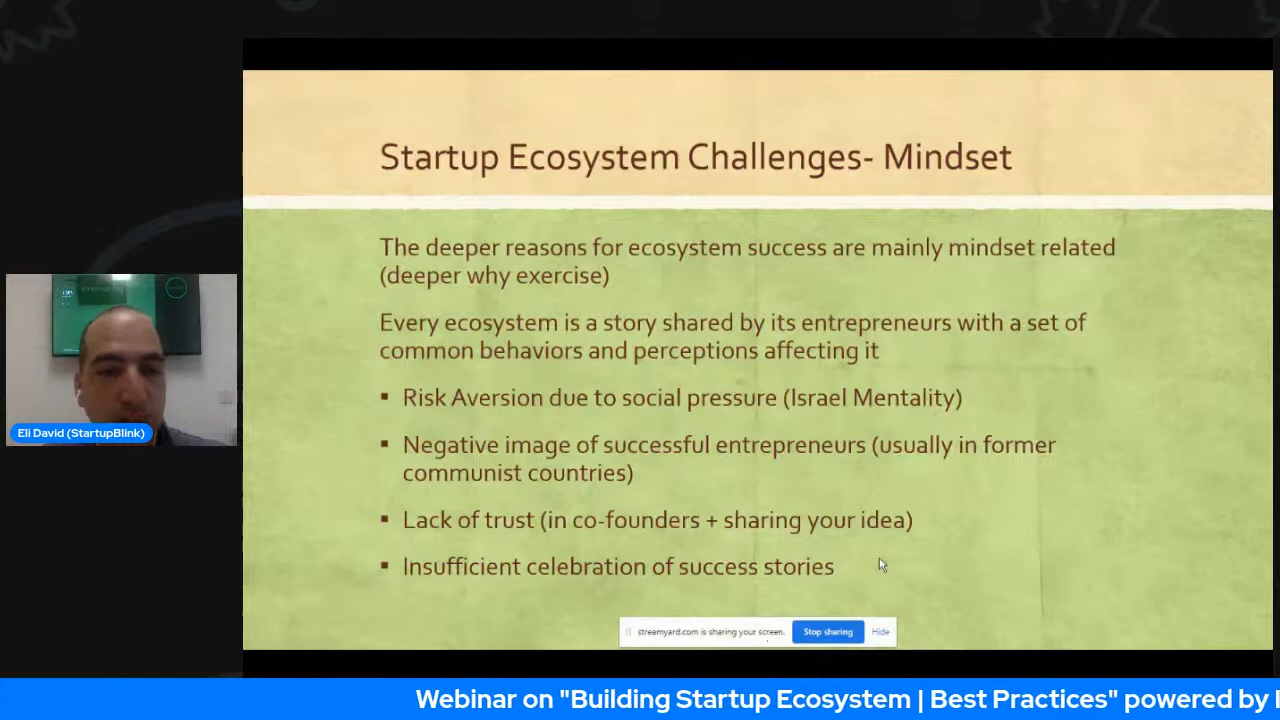 Startup Ecosystem Challenges- Mindset
The deeper reasons for ecosystem success are mainly mindset related
(deeper why exercise)
Every ecosystem is a story shared by its entrepreneurs with a set of
common behaviors and perceptions affecting it
▪ Risk Aversion due to social pressure (Israel Mentality)
▪ Negative image of successful entrepreneurs (usually in former
communist countries)
▪ Lack of trust (in co-founders + sharing your idea)
▪ Insufficient celebration of success stories
Eli David (StartupBlink)
streamyard.com is sharing your screen.
Stop sharing
Hide
Webinar on "Building Startup Ecosystem | Best Practices" powered by